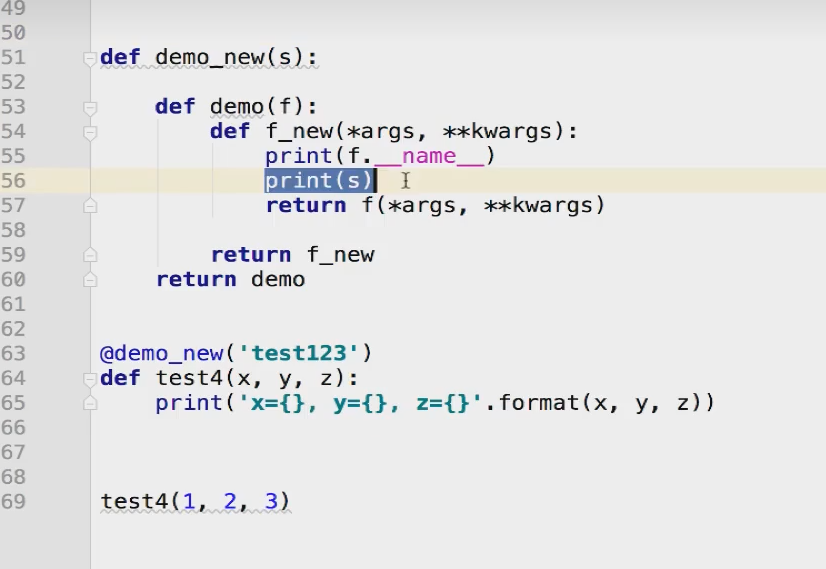 49
50
51 def demo_new(s):
52
53     def demo(f):
54         def f_new(*args, **kwargs):
55             print(f.__name__)
56             print(s)
57             return f(*args, **kwargs)
58
59         return f_new
60     return demo
61
62
63 @demo_new('test123')
64 def test4(x, y, z):
65     print('x={}, y={}, z={}'.format(x, y, z))
66
67
68
69 test4(1, 2, 3)